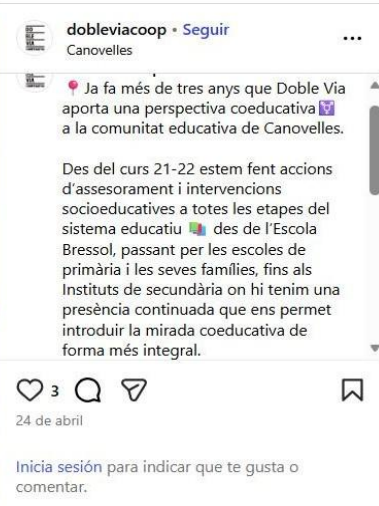 dobleviacoop • Seguir
Canovelles
📍 Ja fa més de tres anys que Doble Via
aporta una perspectiva coeducativa⚧
a la comunitat educativa de Canovelles.
Des del curs 21-22 estem fent accions
d'assesorament i intervencions
socioeducatives a totes les etapes del
sistema educatiu 📚 des de l'Escola
Bressol, passant per les escoles de
primària i les seves famílies, fins als
Instituts de secundària on hi tenim una
presència continuada que ens permet
introduir la mirada coeducativa de
forma més integral.
3
24 de abril
Inicia sesión para indicar que te gusta o
comentar.